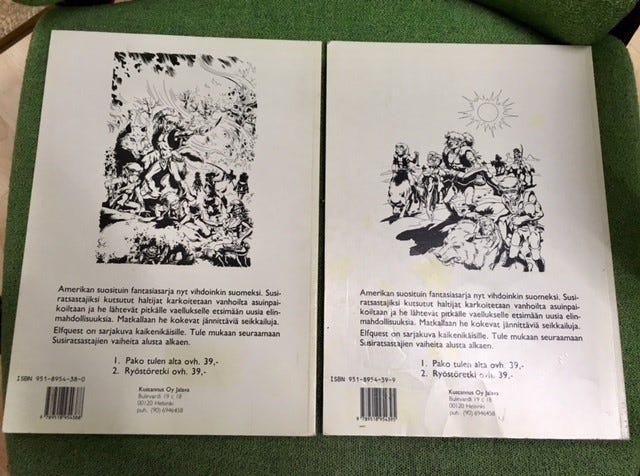 Amerikan suosituin fantasiasarja nyt vihdoinkin suomeksi. Susi-
ratsastajiksi kutsutut haltijat karkoitetaan vanhoilta asuinpai-
koiltaan ja he lähtevät pitkälle vaellukselle etsimään uusia elin-
mahdollisuuksia. Matkallaan he kokevat jännittäviä seikkailuja.
Elfquest on sarjakuva kaikenikäisille. Tule mukaan seuraamaan
Susiratsastajien vaiheita alusta alkaen.
1. Pako tulen alta ovh. 39,-
2. Ryöstöretki ovh. 39,-
ISBN 951-8954-38-0
9 789518 954388
Kustannus Oy Jalava
Bulevardi 19 c 18
00120 Helsinki
puh. (90) 6946458
Amerikan suosituin fantasiasarja nyt vihdoinkin suomeksi. Susi-
ratsastajiksi kutsutut haltijat karkoitetaan vanhoilta asuinpai-
koiltaan ja he lähtevät pitkälle vaellukselle etsimään uusia elin-
mahdollisuuksia. Matkallaan he kokevat jännittäviä seikkailuja.
Elfquest on sarjakuva kaikenikäisille. Tule mukaan seuraamaan
Susiratsastajien vaiheita alusta alkaen.
1. Pako tulen alta ovh. 39,-
2. Ryöstöretki ovh. 39,-
ISBN 951-8954-39-9
9 789518 954395
Kustannus Oy Jalava
Bulevardi 19 c 18
00120 Helsinki
puh. (90) 6946458